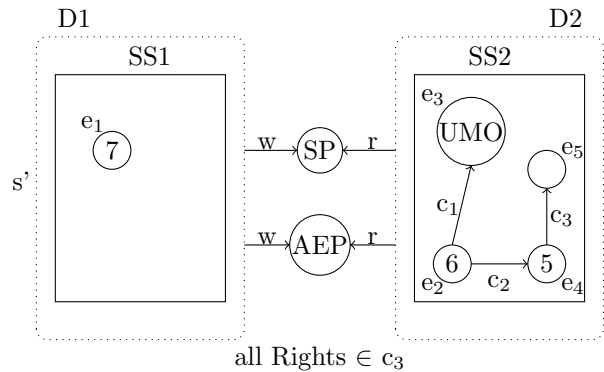 D1 D2
SS1 SS2
e₃
e₁ UMO
7 w SP r e₅
s'
c₁ c₃
w AEP r
6 5
e₂ c₂ e₄
all Rights ∈ c₃